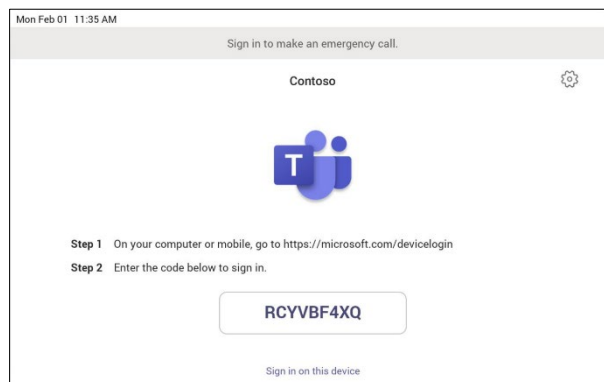 Mon Feb 01 11:35 AM
Sign in to make an emergency call.
Contoso
T
Step 1 On your computer or mobile, go to https://microsoft.com/devicelogin
Step 2 Enter the code below to sign in.
RCYVBF4XQ
Sign in on this device